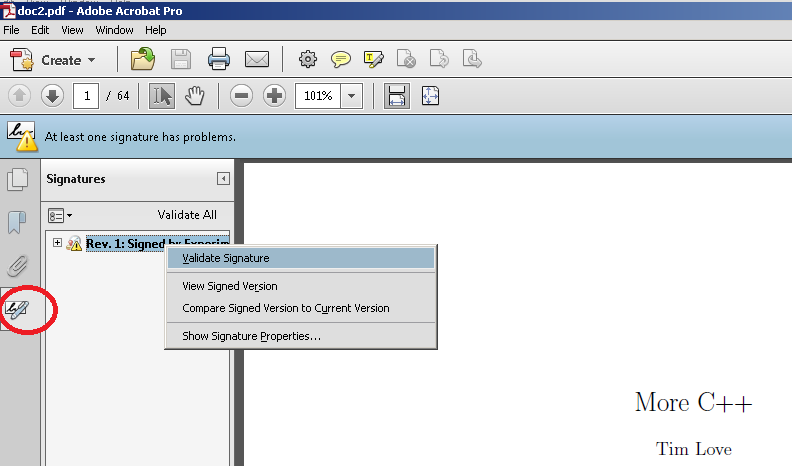 doc2.pdf - Adobe Acrobat Pro
File Edit View Window Help
Create
1 / 64 101%
At least one signature has problems.
Signatures
Validate All
Rev. 1: Signed by Experim
Validate Signature
View Signed Version
Compare Signed Version to Current Version
Show Signature Properties...
More C++
Tim Love